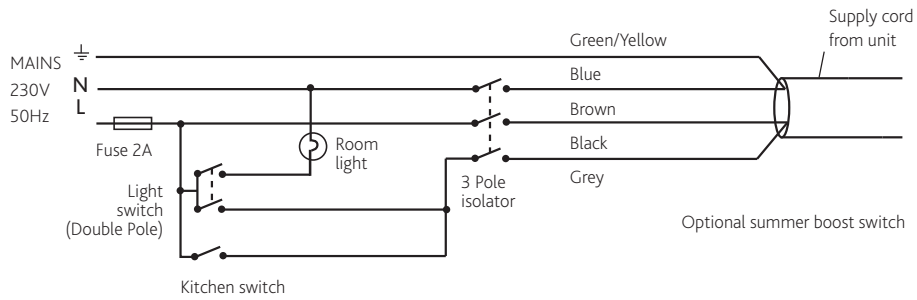 Supply cord
from unit
Green/Yellow
MAINS
230V
50Hz
N
L
Blue
Brown
Fuse 2A
Room
light
Black
Grey
3 Pole
isolator
Light
switch
(Double Pole)
Optional summer boost switch
Kitchen switch